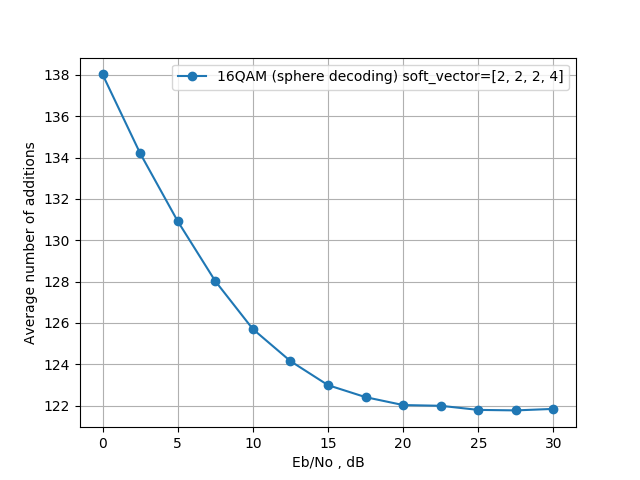 16QAM (sphere decoding) soft_vector=[2, 2, 2, 4]
138
136
134
132
130
128
126
124
122
Average number of additions
0 5 10 15 20 25 30
Eb/No , dB